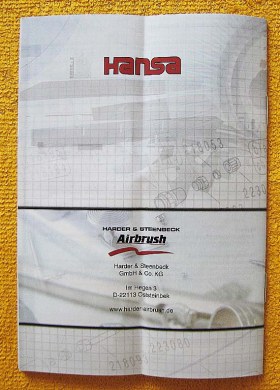 Hansa
HARDER & STEENBECK
Airbrush
Harder & Steenbeck
GmbH & Co. KG
D-22113 Oststeinbek
www.harder-airbrush.de